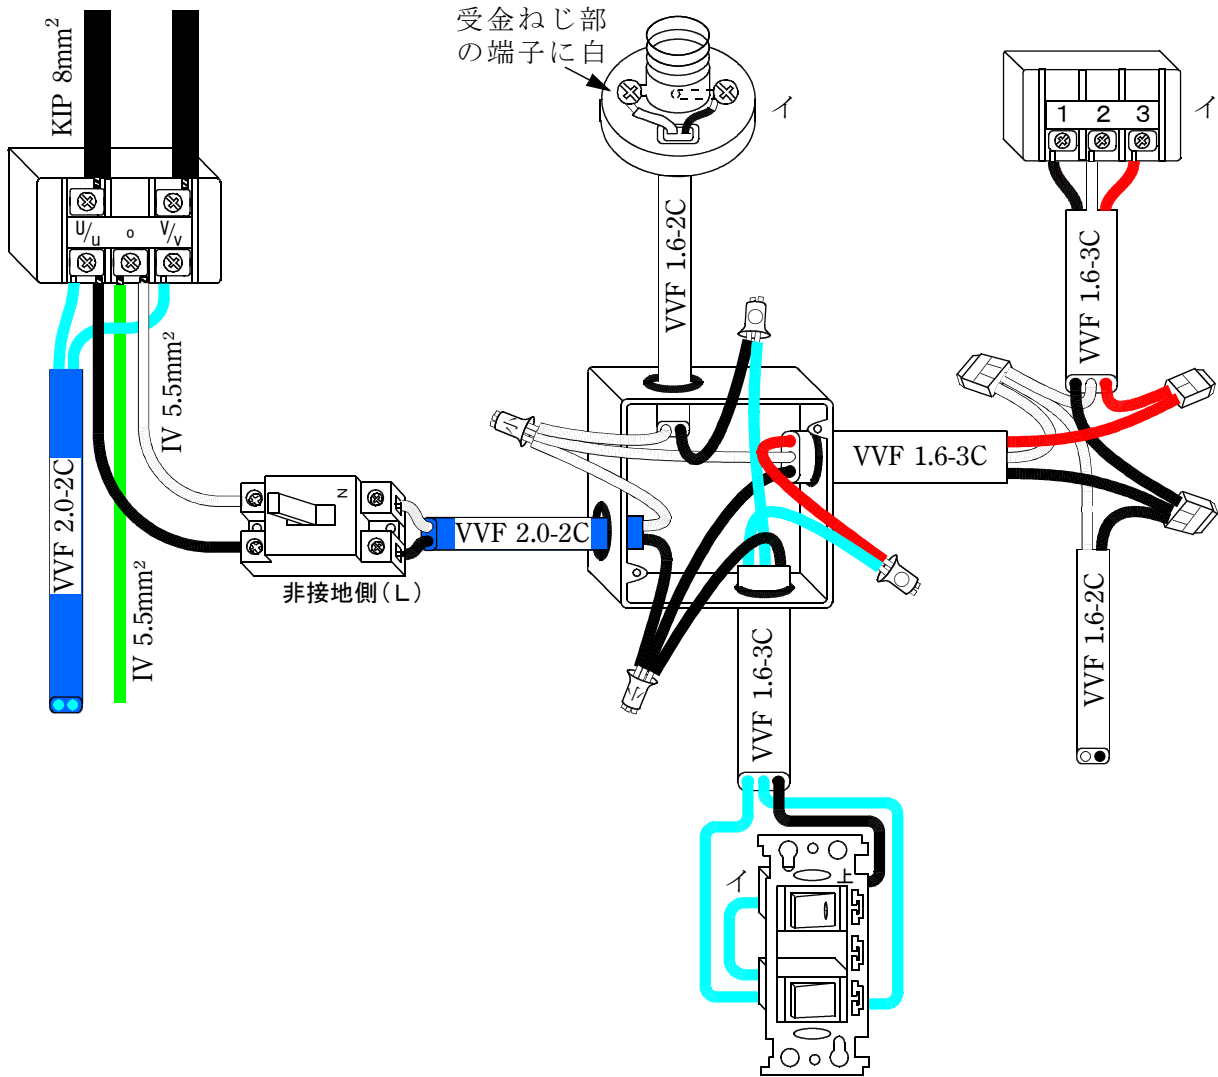 受金ねじ部
の端子に白
イ
KIP 8mm²
U/u
o
V/v
1 2 3
イ
VVF 1.6-2C
VVF 1.6-3C
IV 5.5mm²
VVF 2.0-2C
IV 5.5mm²
N
非接地側(L)
VVF 2.0-2C
VVF 1.6-3C
VVF 1.6-3C
VVF 1.6-2C
イ
上